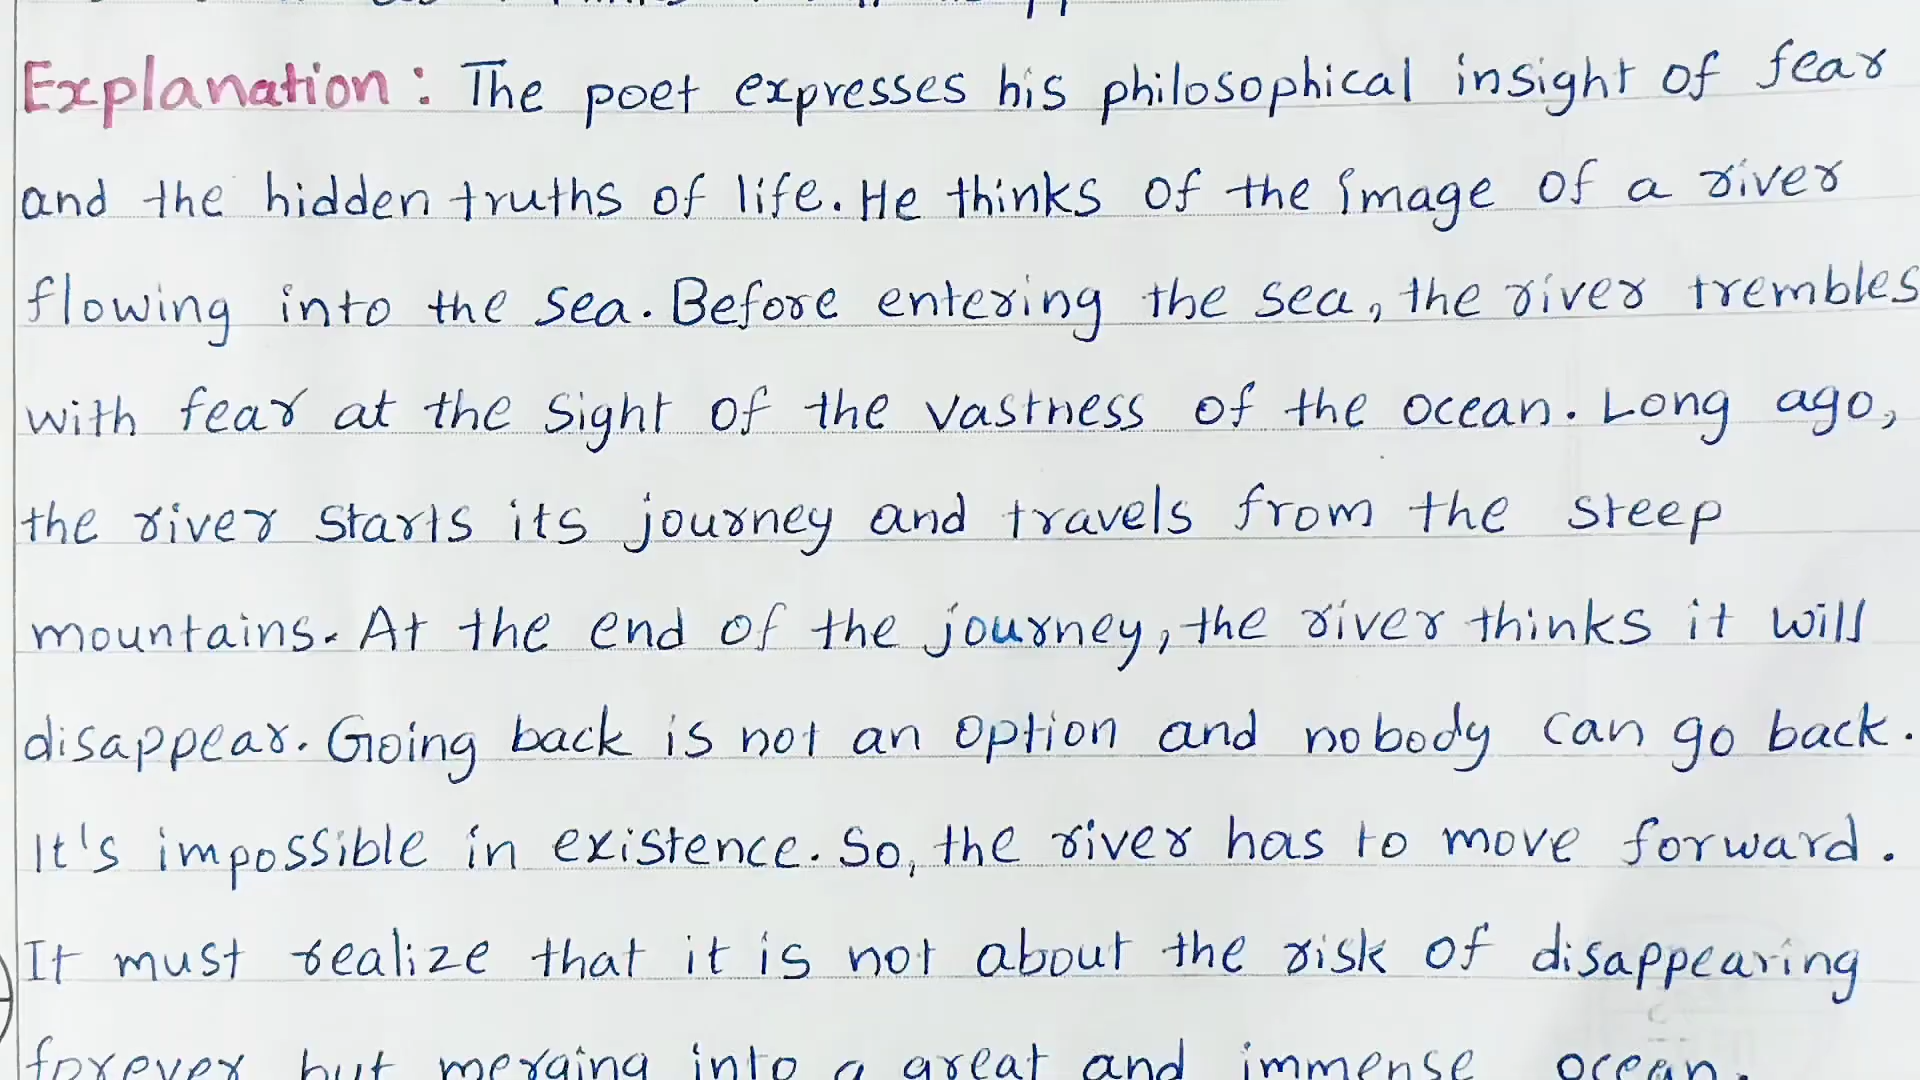 Explanation: The poet expresses his philosophical insight of fear
and the hidden truths of life. He thinks of the image of a river
flowing into the sea. Before entering the sea, the river trembles
with fear at the sight of the vastness of the ocean. Long ago,
the river starts its journey and travels from the steep
mountains. At the end of the journey, the river thinks it will
disappear. Going back is not an option and nobody can go back.
It's impossible in existence. So, the river has to move forward.
It must realize that it is not about the risk of disappearing
forever but merging into a great and immense ocean.